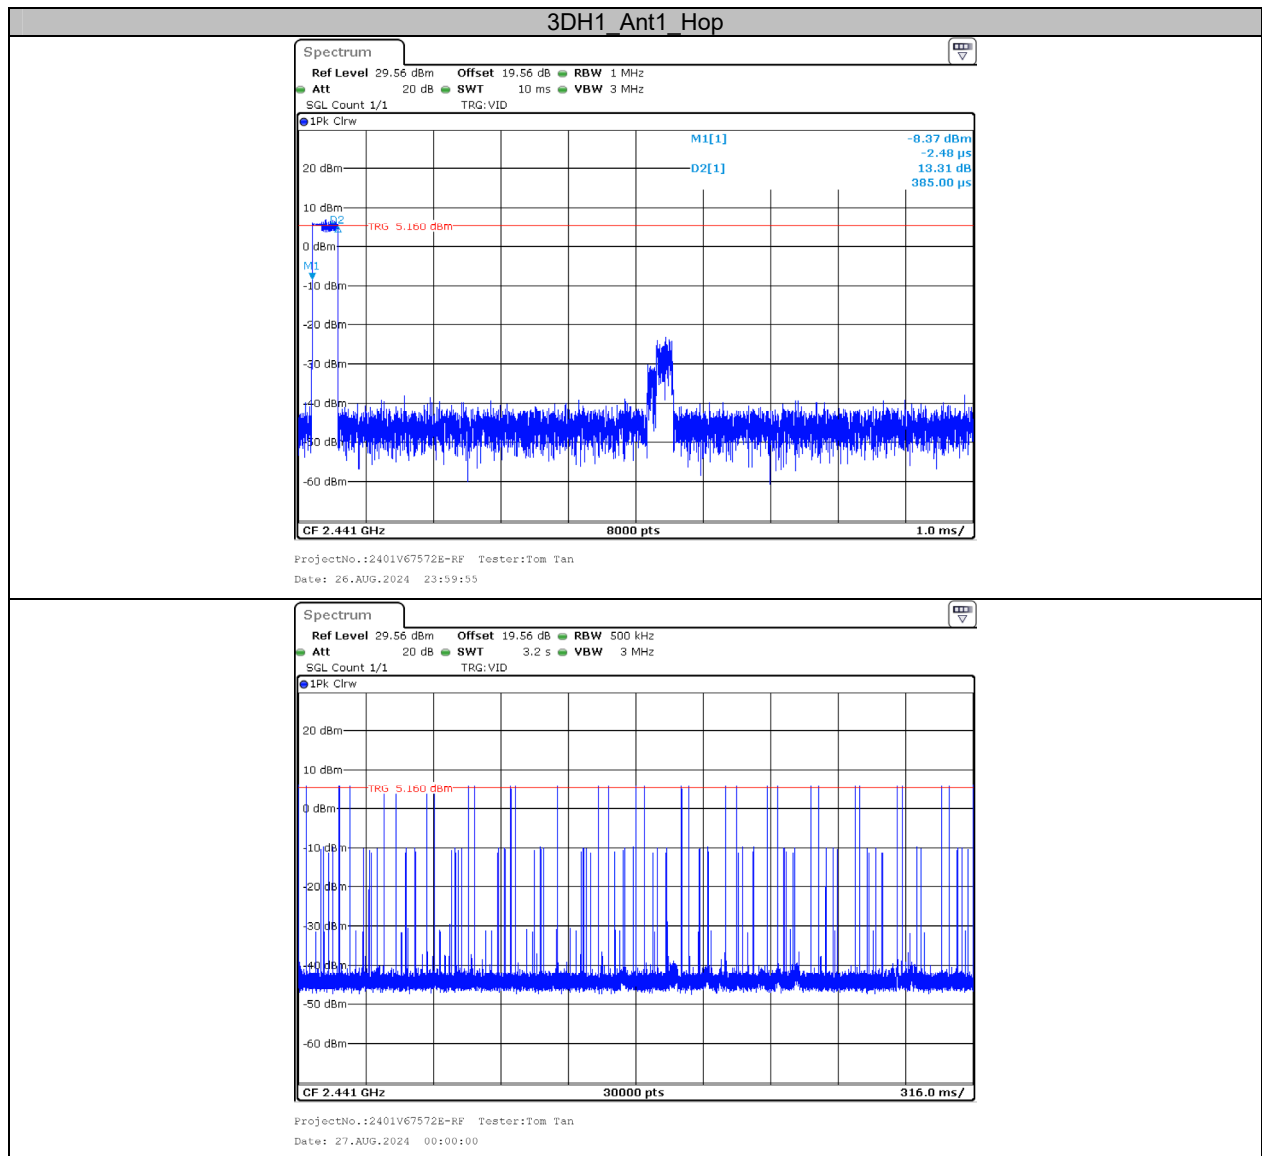 3DH1_Ant1_Hop
Spectrum
Ref Level 29.56 dBm Offset 19.56 dB RBW 1 MHz
Att 20 dB SWT 10 ms VBW 3 MHz
SGL Count 1/1 TRG:VID
1Pk Clrw
M1[1] -8.37 dBm
-2.48 µs
20 dBm D2[1] 13.31 dB
385.00 µs
10 dBm
D2
TRG 5.160 dBm
0 dBm
M1
-10 dBm
-20 dBm
-30 dBm
-40 dBm
-50 dBm
-60 dBm
CF 2.441 GHz 8000 pts 1.0 ms/
ProjectNo.:2401V67572E-RF Tester:Tom Tan
Date: 26.AUG.2024 23:59:55
Spectrum
Ref Level 29.56 dBm Offset 19.56 dB RBW 500 kHz
Att 20 dB SWT 3.2 s VBW 3 MHz
SGL Count 1/1 TRG:VID
1Pk Clrw
20 dBm
10 dBm
TRG 5.160 dBm
0 dBm
-10 dBm
-20 dBm
-30 dBm
-40 dBm
-50 dBm
-60 dBm
CF 2.441 GHz 30000 pts 316.0 ms/
ProjectNo.:2401V67572E-RF Tester:Tom Tan
Date: 27.AUG.2024 00:00:00